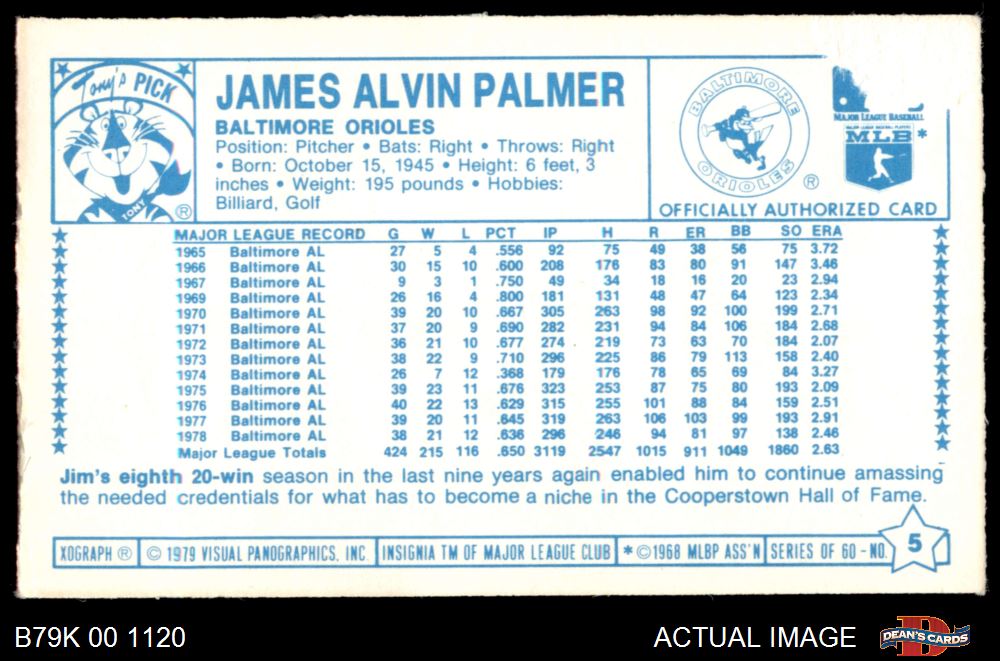 Tony's PICK
TONY
®
JAMES ALVIN PALMER
BALTIMORE ORIOLES
Position: Pitcher • Bats: Right • Throws: Right
• Born: October 15, 1945 • Height: 6 feet, 3
inches • Weight: 195 pounds • Hobbies:
Billiard, Golf
BALTIMORE
ORIOLES
®
MAJOR LEAGUE BASEBALL
MAJOR LEAGUE BASEBALL PLAYERS
MLB *
OFFICIALLY AUTHORIZED CARD
MAJOR LEAGUE RECORD G W L PCT IP H R ER BB SO ERA
1965 Baltimore AL 27 5 4 .556 92 75 49 38 56 75 3.72
1966 Baltimore AL 30 15 10 .600 208 176 83 80 91 147 3.46
1967 Baltimore AL 9 3 1 .750 49 34 18 16 20 23 2.94
1969 Baltimore AL 26 16 4 .800 181 131 48 47 64 123 2.34
1970 Baltimore AL 39 20 10 .667 305 263 98 92 100 199 2.71
1971 Baltimore AL 37 20 9 .690 282 231 94 84 106 184 2.68
1972 Baltimore AL 36 21 10 .677 274 219 73 63 70 184 2.07
1973 Baltimore AL 38 22 9 .710 296 225 86 79 113 158 2.40
1974 Baltimore AL 26 7 12 .368 179 176 78 65 69 84 3.27
1975 Baltimore AL 39 23 11 .676 323 253 87 75 80 193 2.09
1976 Baltimore AL 40 22 13 .629 315 255 101 88 84 159 2.51
1977 Baltimore AL 39 20 11 .645 319 263 106 103 99 193 2.91
1978 Baltimore AL 38 21 12 .636 296 246 94 81 97 138 2.46
Major League Totals 424 215 116 .650 3119 2547 1015 911 1049 1860 2.63
Jim's eighth 20-win season in the last nine years again enabled him to continue amassing
the needed credentials for what has to become a niche in the Cooperstown Hall of Fame.
XOGRAPH ® © 1979 VISUAL PANOGRAPHICS, INC. INSIGNIA TM OF MAJOR LEAGUE CLUB * © 1968 MLBP ASS'N SERIES OF 60 - NO. 5
B79K 00 1120
ACTUAL IMAGE
DEAN'S CARDS